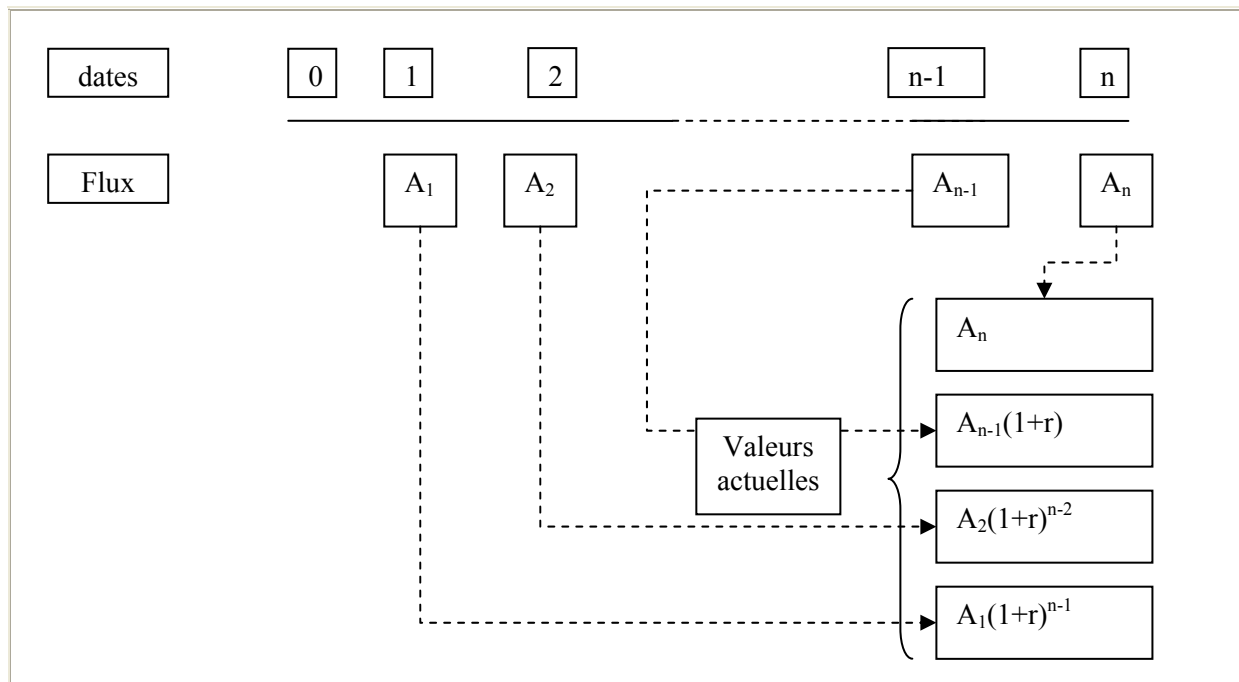 dates 0 1 2 n-1 n
Flux A₁ A₂ Aₙ₋₁ Aₙ
Aₙ
Aₙ₋₁(1+r)
Valeurs
actuelles
A₂(1+r)ⁿ⁻²
A₁(1+r)ⁿ⁻¹